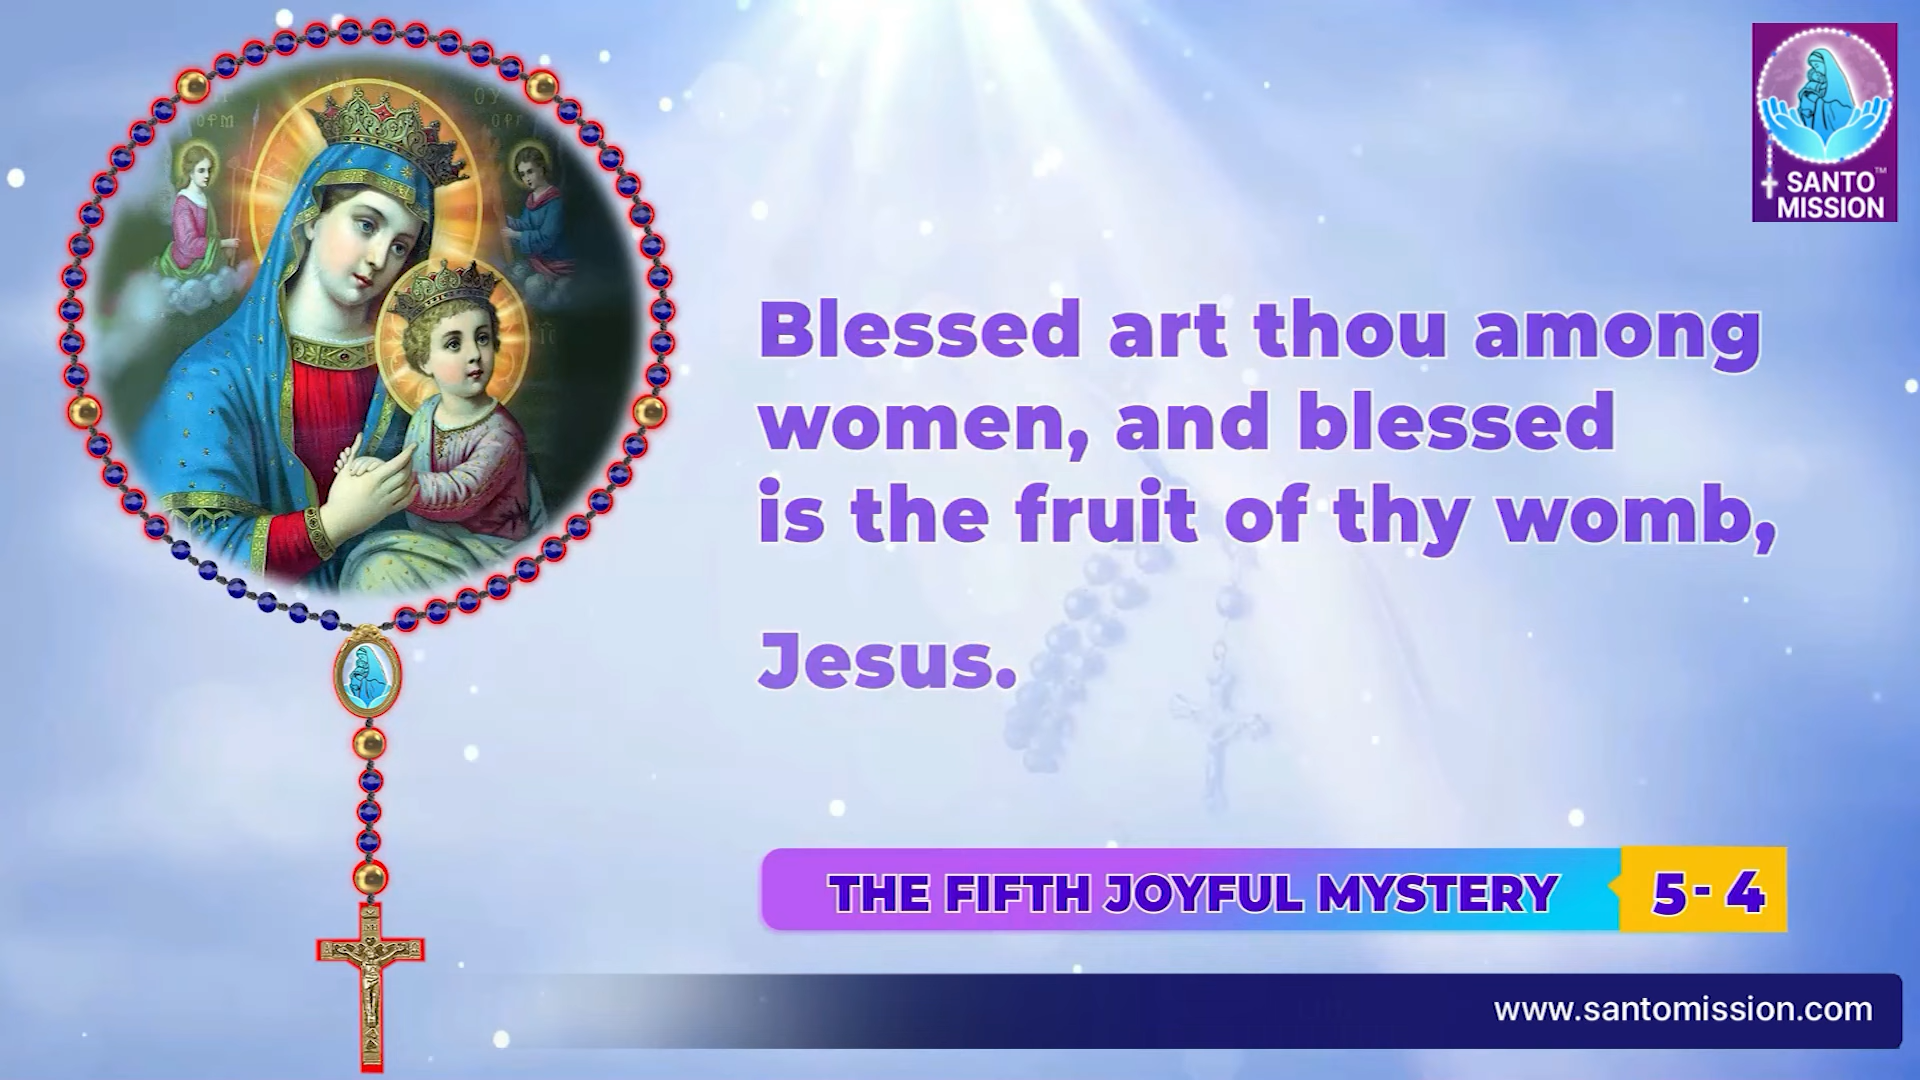 SANTO™
MISSION
Blessed art thou among
women, and blessed
is the fruit of thy womb,
Jesus.
THE FIFTH JOYFUL MYSTERY 5- 4
www.santomission.com